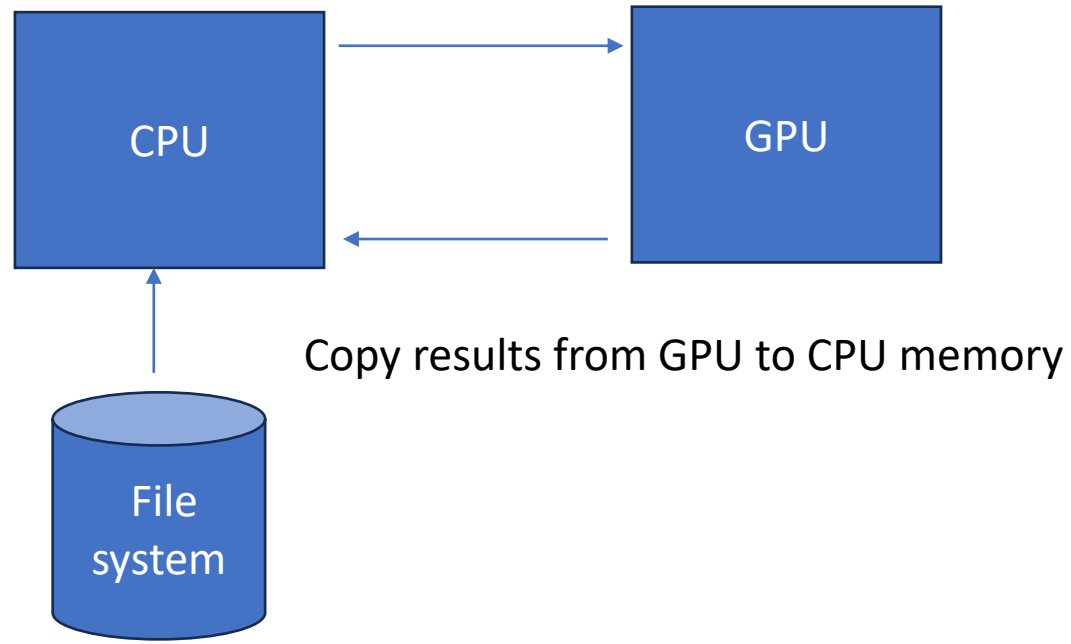 CPU
GPU
Copy results from GPU to CPU memory
File
system